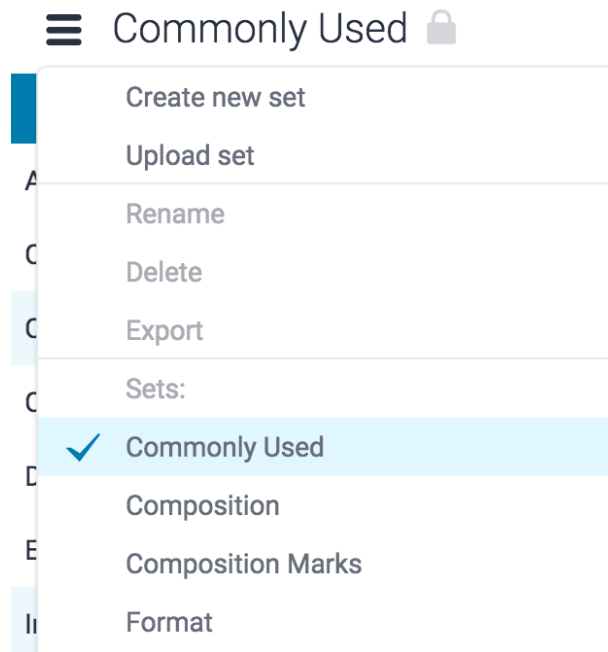 Commonly Used
Create new set
Upload set
Rename
Delete
Export
Sets:
Commonly Used
Composition
Composition Marks
Format